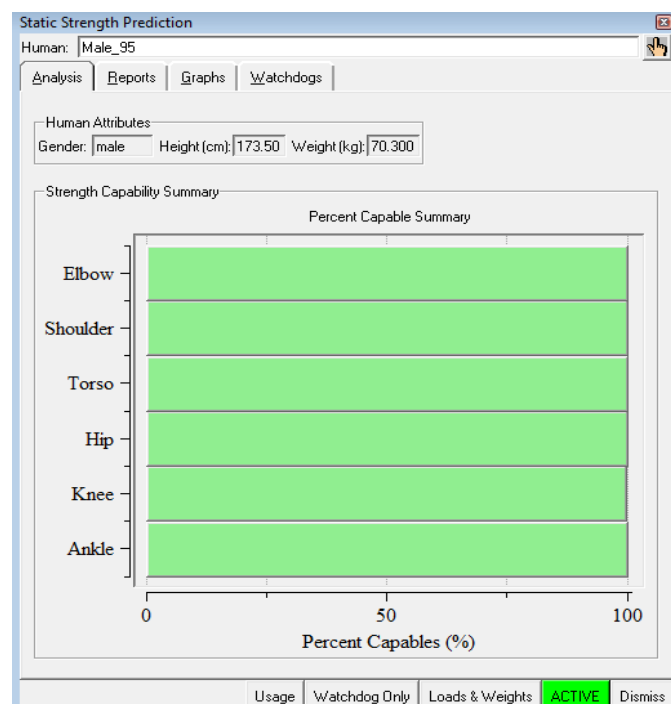 Static Strength Prediction
Human: Male_95
Analysis Reports Graphs Watchdogs
Human Attributes
Gender: male Height (cm): 173.50 Weight (kg): 70.300
Strength Capability Summary
Percent Capable Summary
Elbow
Shoulder
Torso
Hip
Knee
Ankle
0 50 100
Percent Capables (%)
Usage Watchdog Only Loads & Weights ACTIVE Dismiss